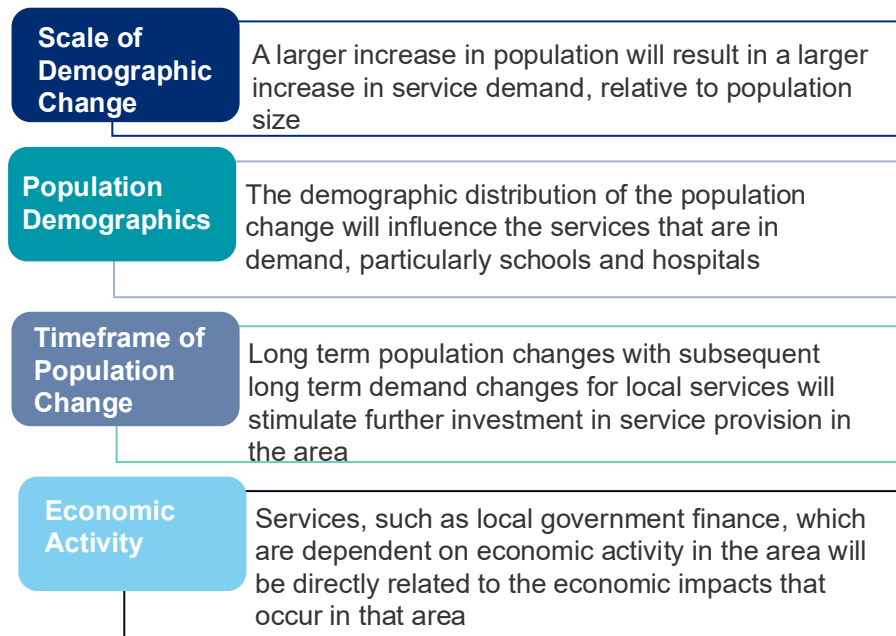 Scale of
Demographic
Change
A larger increase in population will result in a larger
increase in service demand, relative to population
size
Population
Demographics
The demographic distribution of the population
change will influence the services that are in
demand, particularly schools and hospitals
Timeframe of
Population
Change
Long term population changes with subsequent
long term demand changes for local services will
stimulate further investment in service provision in
the area
Economic
Activity
Services, such as local government finance, which
are dependent on economic activity in the area will
be directly related to the economic impacts that
occur in that area